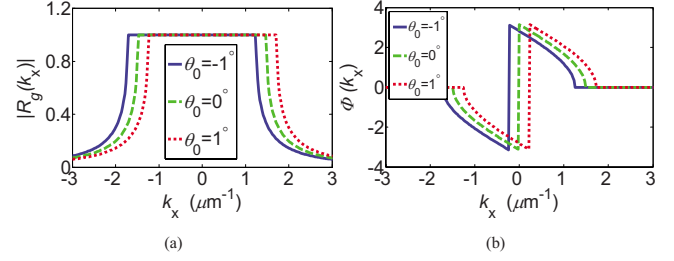 1.2
0.8
0.4
0
|R_g(k_x)|
θ_0=-1°
θ_0=0°
θ_0=1°
-3 -2 -1 0 1 2 3
k_x (μm^-1)
(a)
4
2
0
-2
-4
Φ(k_x)
θ_0=-1°
θ_0=0°
θ_0=1°
-3 -2 -1 0 1 2 3
k_x (μm^-1)
(b)